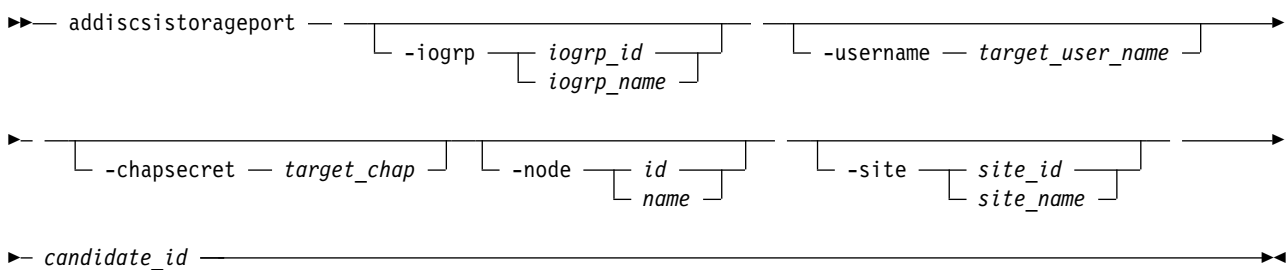 addiscsistorageport -iogrp iogrp_id -username target_user_name
iogrp_name
-chapsecret target_chap -node id -site site_id
name site_name
candidate_id